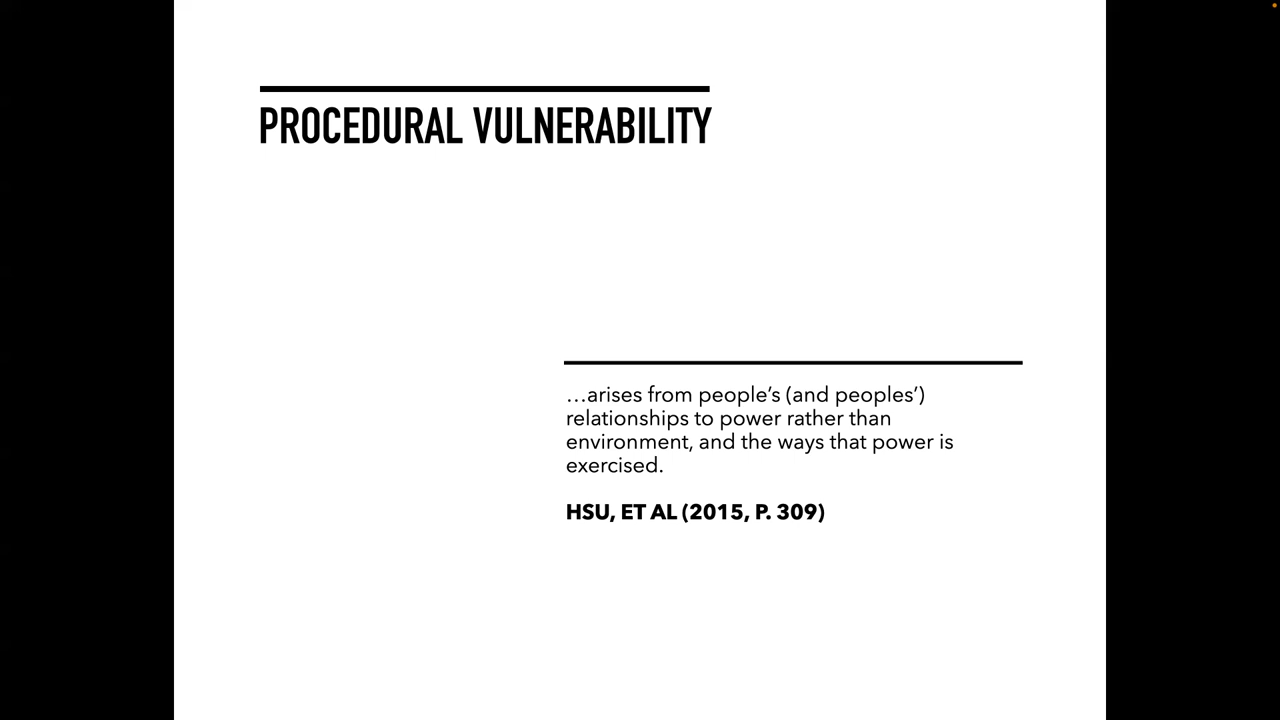 PROCEDURAL VULNERABILITY
…arises from people’s (and peoples’)
relationships to power rather than
environment, and the ways that power is
exercised.
HSU, ET AL (2015, P. 309)